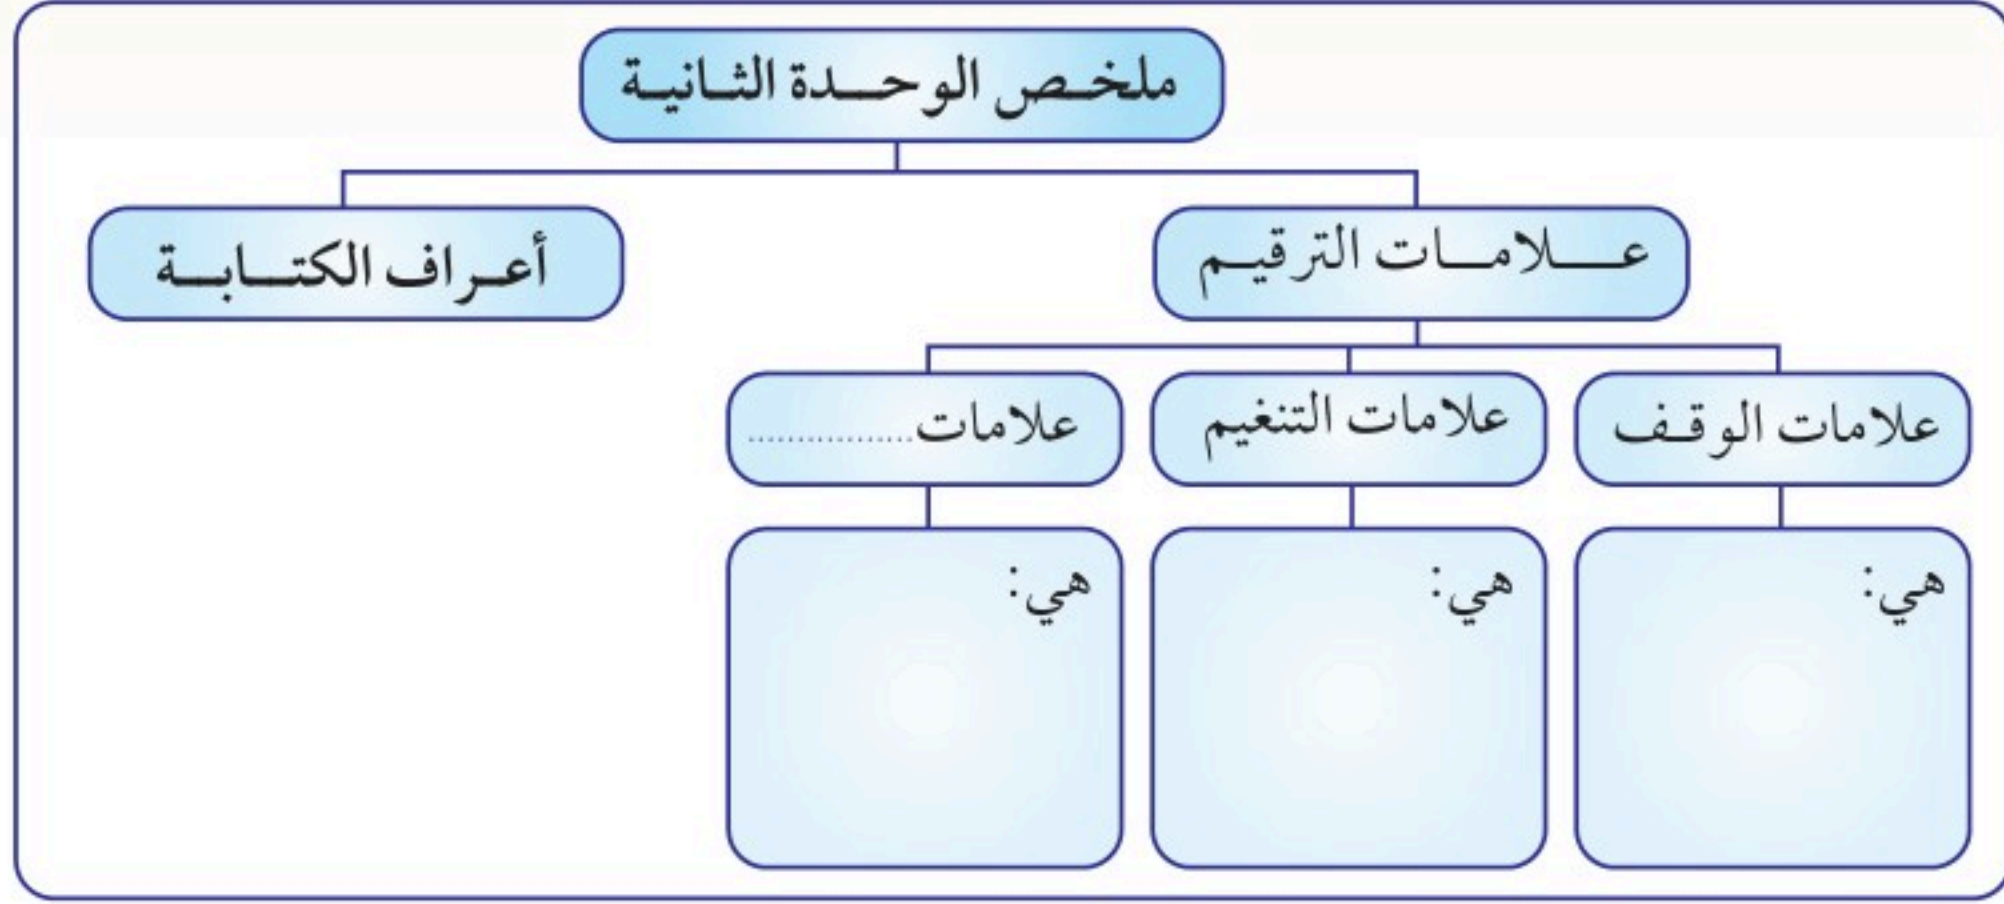 ملخص الوحدة الثانية
علامات الترقيم
أعراف الكتابة
علامات الوقف
علامات التنغيم
علامات................
هي:
هي:
هي: